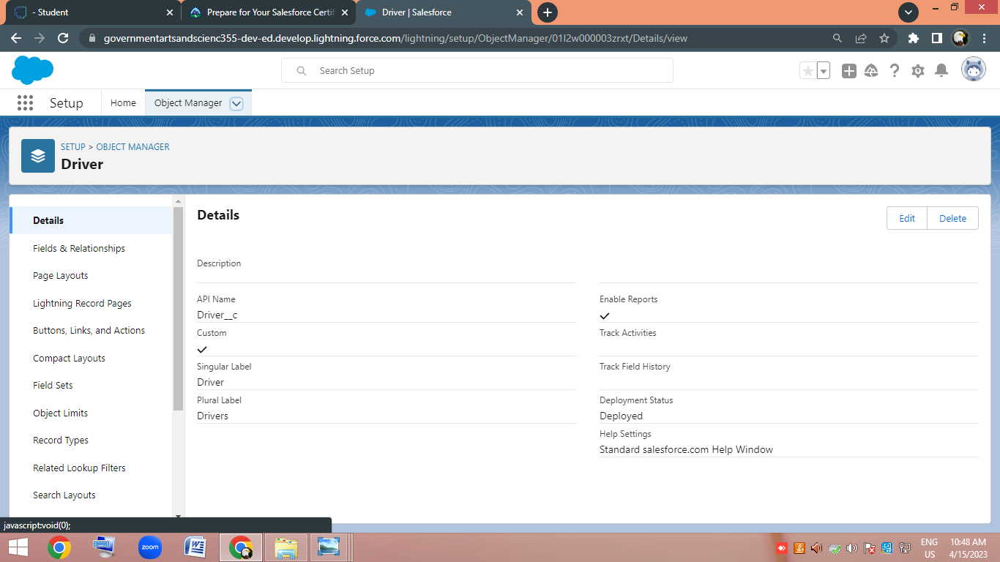 - Student
Prepare for Your Salesforce Certif
Driver | Salesforce
governmentartsandscienc355-dev-ed.develop.lightning.force.com/lightning/setup/ObjectManager/01I2w000003zrxt/Details/view
Search Setup
Setup
Home
Object Manager
SETUP > OBJECT MANAGER
Driver
Details
Fields & Relationships
Page Layouts
Lightning Record Pages
Buttons, Links, and Actions
Compact Layouts
Field Sets
Object Limits
Record Types
Related Lookup Filters
Search Layouts
Details
Edit
Delete
Description
API Name
Driver__c
Custom
Singular Label
Driver
Plural Label
Drivers
Enable Reports
Track Activities
Track Field History
Deployment Status
Deployed
Help Settings
Standard salesforce.com Help Window
javascript:void(0);
zoom
ENG
US
10:48 AM
4/15/2023